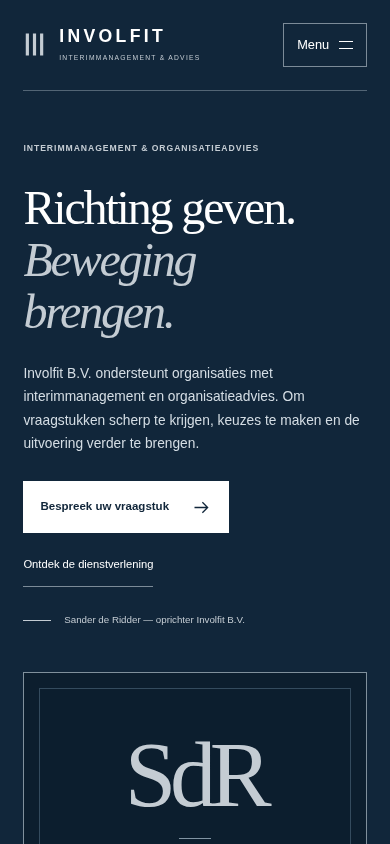 INVOLFIT
INTERIMMANAGEMENT & ADVIES
Menu
INTERIMMANAGEMENT & ORGANISATIEADVIES
Richting geven.
Beweging
brengen.
Involfit B.V. ondersteunt organisaties met
interimmanagement en organisatieadvies. Om
vraagstukken scherp te krijgen, keuzes te maken en de
uitvoering verder te brengen.
Bespreek uw vraagstuk
Ontdek de dienstverlening
Sander de Ridder — oprichter Involfit B.V.
SdR